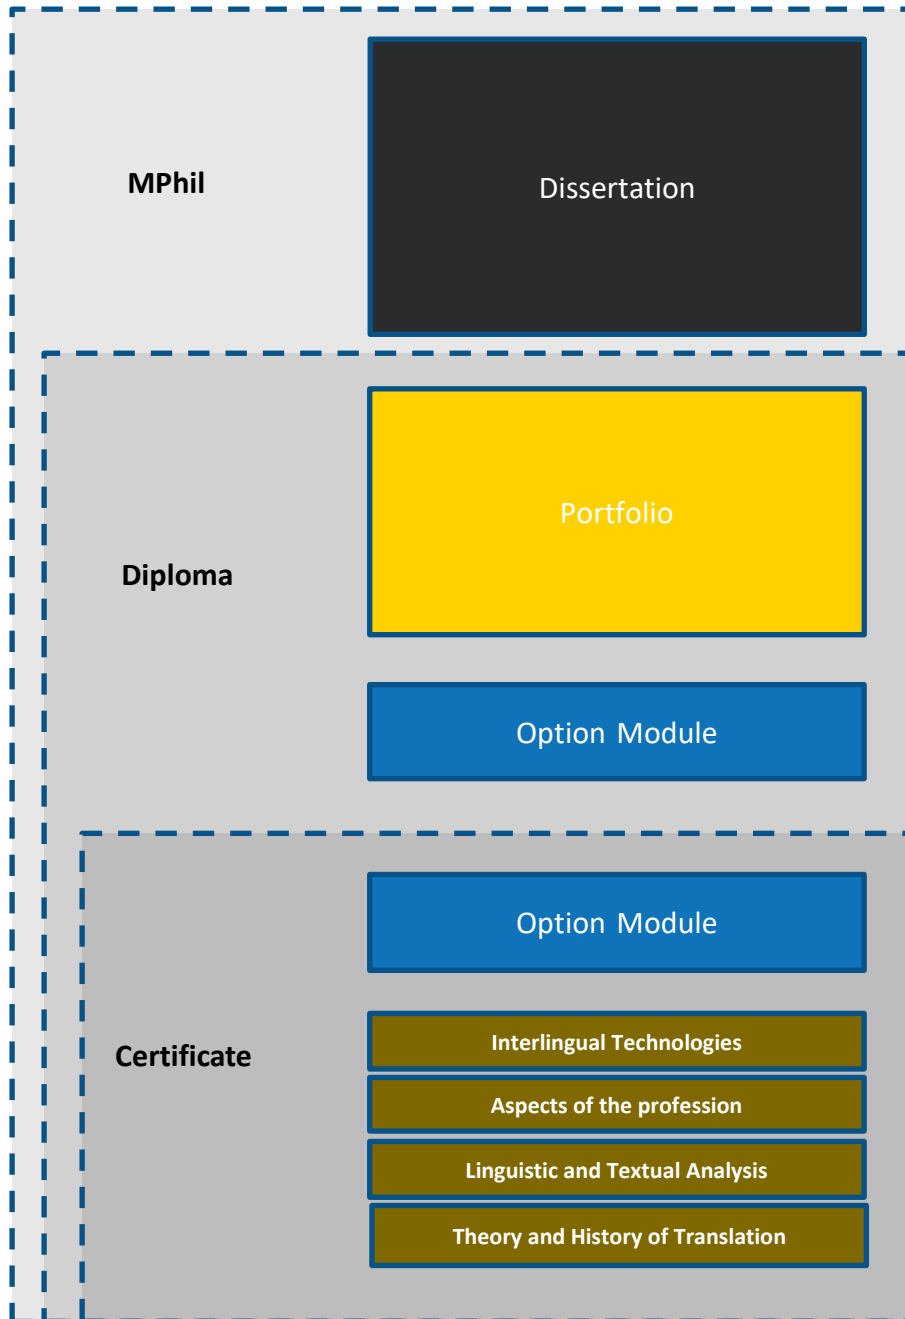 MPhil
Dissertation
Diploma
Portfolio
Option Module
Certificate
Option Module
Interlingual Technologies
Aspects of the profession
Linguistic and Textual Analysis
Theory and History of Translation